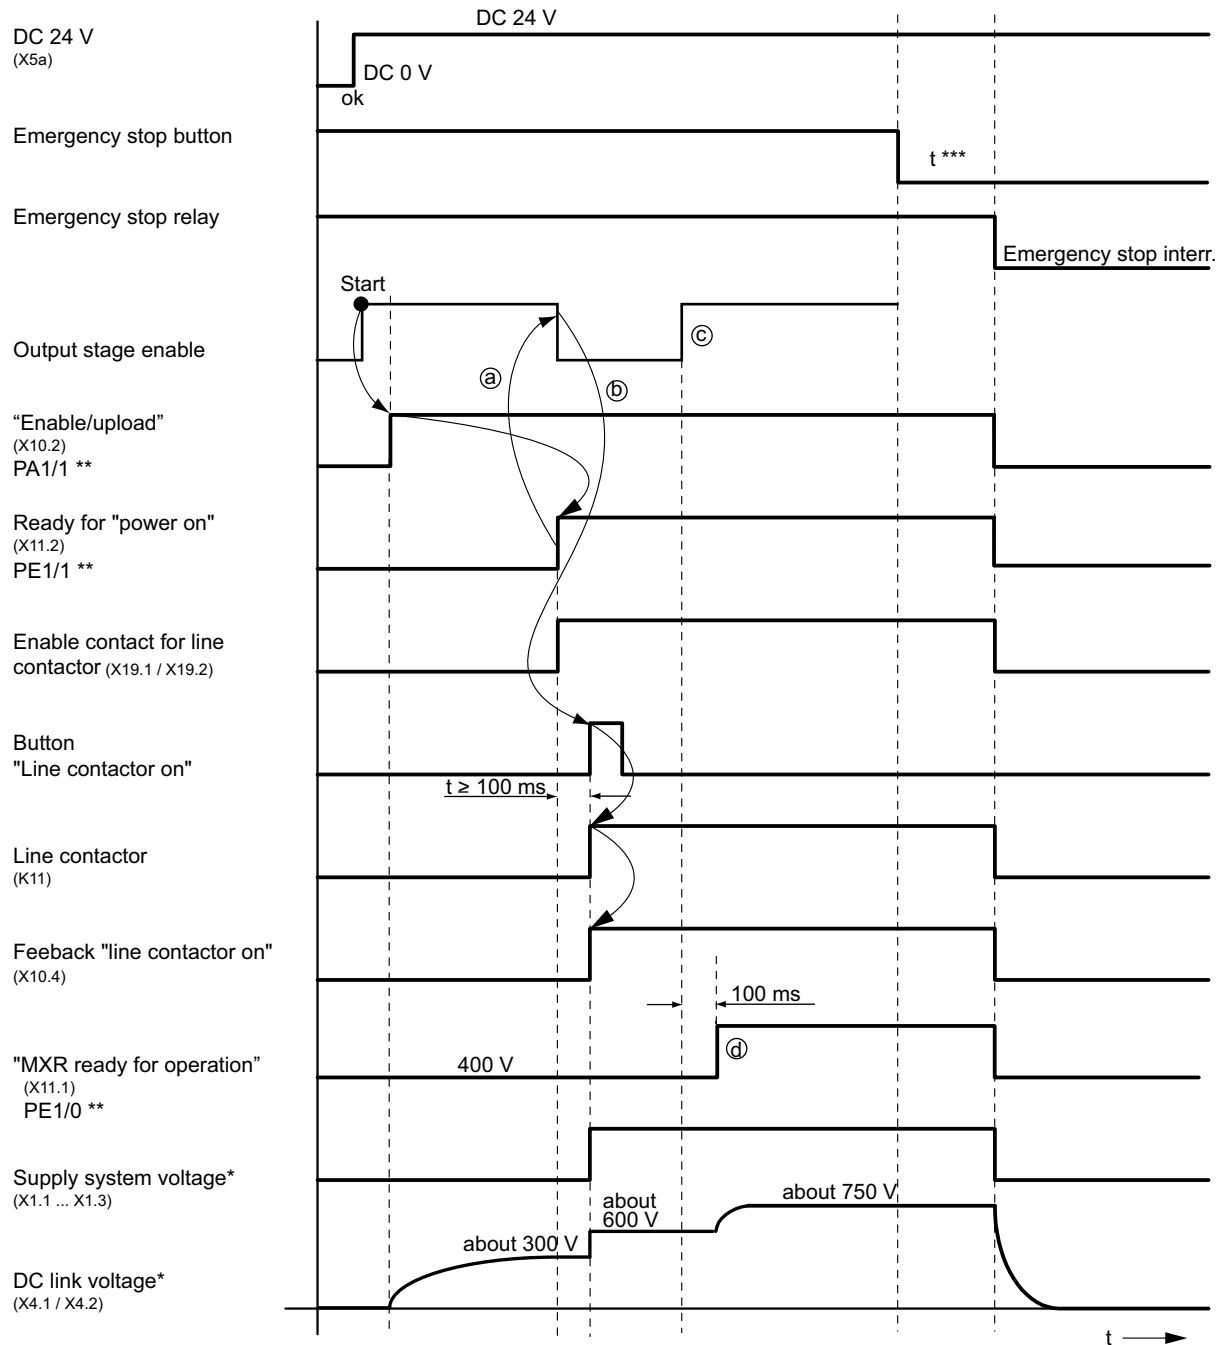 DC 24 V
DC 24 V
(X5a)
DC 0 V
ok
Emergency stop button
t ***
Emergency stop relay
Emergency stop interr.
Start
Output stage enable
ⓒ
ⓐ
ⓑ
“Enable/upload”
(X10.2)
PA1/1 **
Ready for "power on"
(X11.2)
PE1/1 **
Enable contact for line
contactor (X19.1 / X19.2)
Button
"Line contactor on"
t ≥ 100 ms
Line contactor
(K11)
Feeback "line contactor on"
(X10.4)
100 ms
"MXR ready for operation”
400 V
ⓓ
(X11.1)
PE1/0 **
Supply system voltage*
(X1.1 ... X1.3)
about
600 V
about 750 V
about 300 V
DC link voltage*
(X4.1 / X4.2)
t